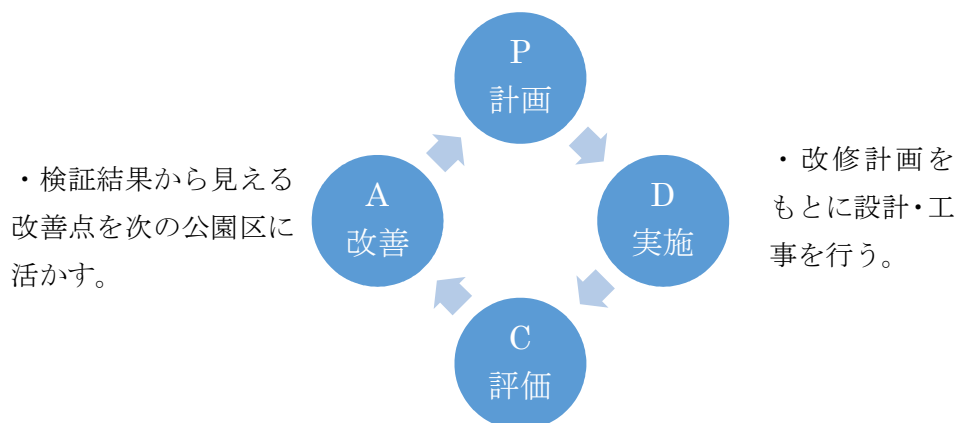 P
計画
・検証結果から見える
改善点を次の公園区に
活かす。
A
改善
D
実施
・改修計画を
もとに設計・工
事を行う。
C
評価